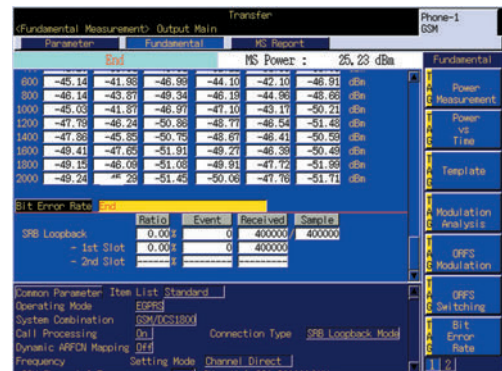 Transfer
<Fundamental Measurement> Output Main
Phone-1
GSM
Parameter Fundamental MS Report
End MS Power : 25.23 dBm
Fundamental
600 -45.14 -41.98 -46.99 -44.10 -42.10 -46.91 dBm
800 -46.14 -43.87 -49.34 -46.19 -44.96 -48.66 dBm
1000 -45.03 -41.87 -46.97 -47.10 -43.17 -50.21 dBm
1200 -47.79 -46.24 -50.86 -48.77 -46.54 -51.48 dBm
1400 -47.86 -45.85 -50.75 -48.67 -46.41 -50.59 dBm
1600 -49.41 -47.65 -51.91 -49.27 -46.39 -50.49 dBm
1800 -49.15 -46.09 -51.08 -49.91 -47.72 -51.99 dBm
2000 -49.24 29 -51.45 -50.06 -47.76 -51.71 dBm
Bit Error Rate End
Ratio Event Received Sample
SRB Loopback 0.00 % 0 400000 / 400000
- 1st Slot 0.00 % 0 400000
- 2nd Slot ------ % ------ ------
Common Parameter Item List Standard
Operating Mode EGPRS
System Combination GSM/DCS1800
Call Processing On Connection Type SRB Loopback Mode
Dynamic ARFCN Mapping Off
Frequency Setting Mode Channel Direct
TAG Power Measurement
TAG Power vs Time
TAG Template
TAG Modulation Analysis
TAG ORFS Modulation
TAG ORFS Switching
TAG Bit Error Rate
1 2